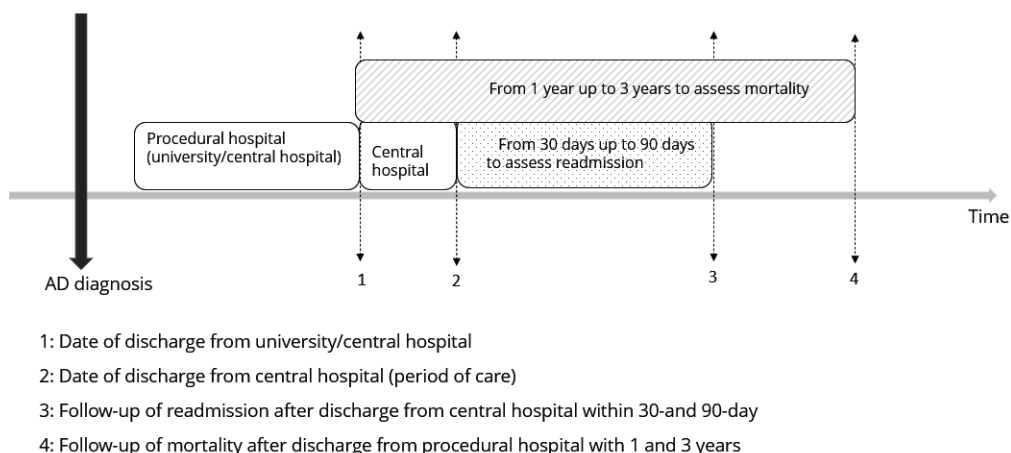 From 1 year up to 3 years to assess mortality
Procedural hospital
(university/central hospital)
Central
hospital
From 30 days up to 90 days
to assess readmission
Time
AD diagnosis
1
2
3
4
1: Date of discharge from university/central hospital
2: Date of discharge from central hospital (period of care)
3: Follow-up of readmission after discharge from central hospital within 30-and 90-day
4: Follow-up of mortality after discharge from procedural hospital with 1 and 3 years